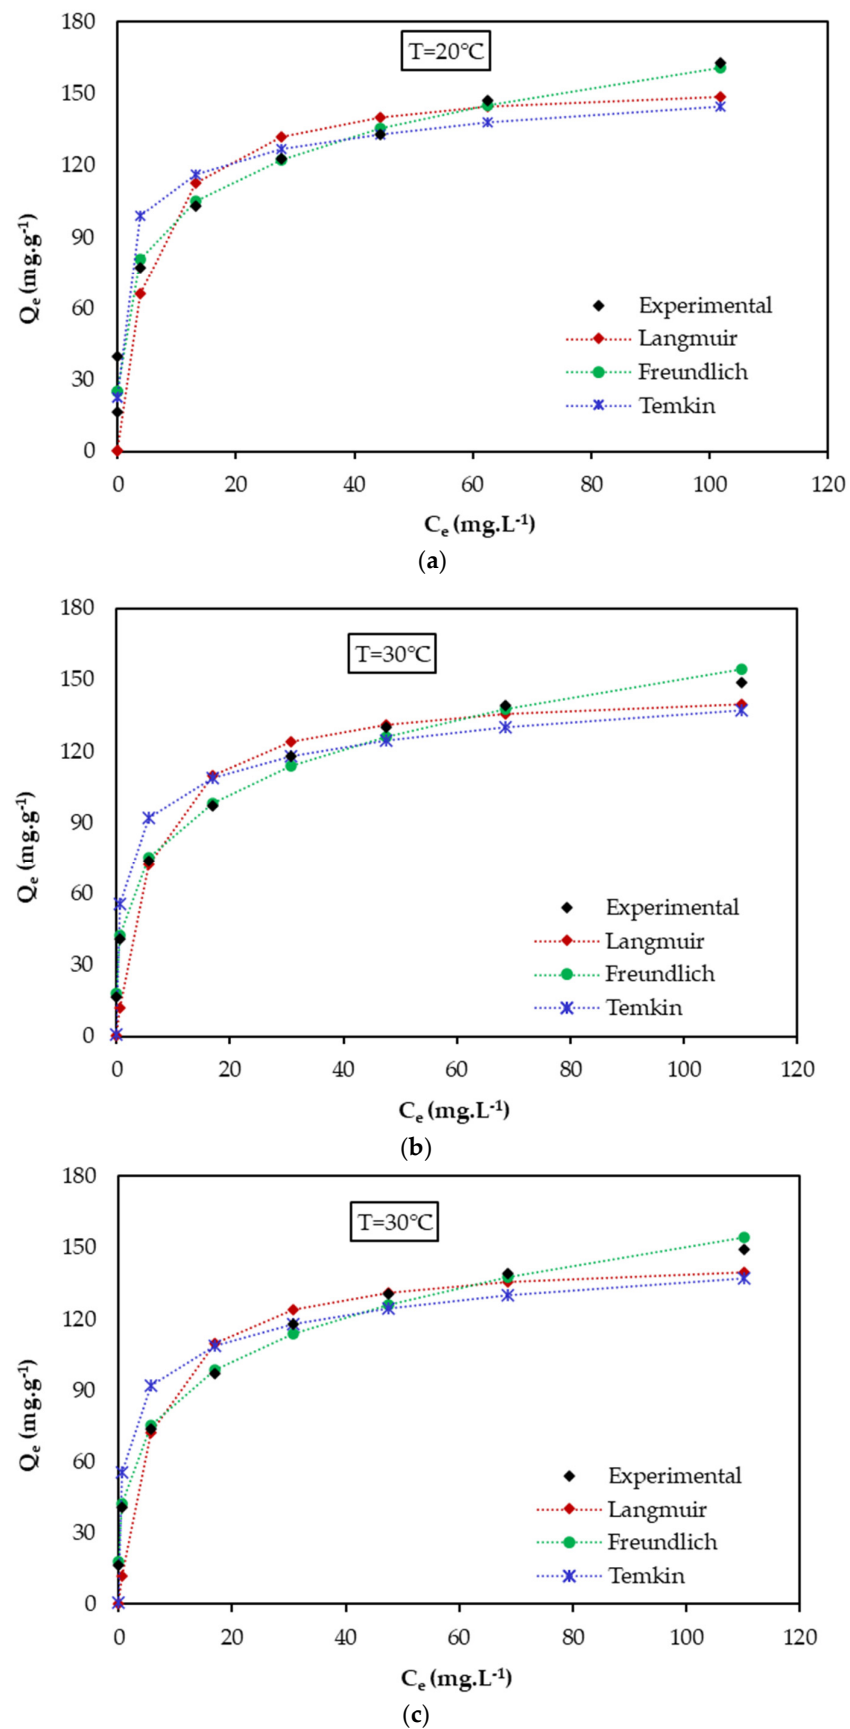 180
T=20°C
150
120
90
60
30
0
Qe (mg.g-1)
Experimental
Langmuir
Freundlich
Temkin
0 20 40 60 80 100 120
Ce (mg.L-1)
(a)
180
T=30°C
150
120
90
60
30
0
Qe (mg.g-1)
Experimental
Langmuir
Freundlich
Temkin
0 20 40 60 80 100 120
Ce (mg.L-1)
(b)
180
T=30°C
150
120
90
60
30
0
Qe (mg.g-1)
Experimental
Langmuir
Freundlich
Temkin
0 20 40 60 80 100 120
Ce (mg.L-1)
(c)